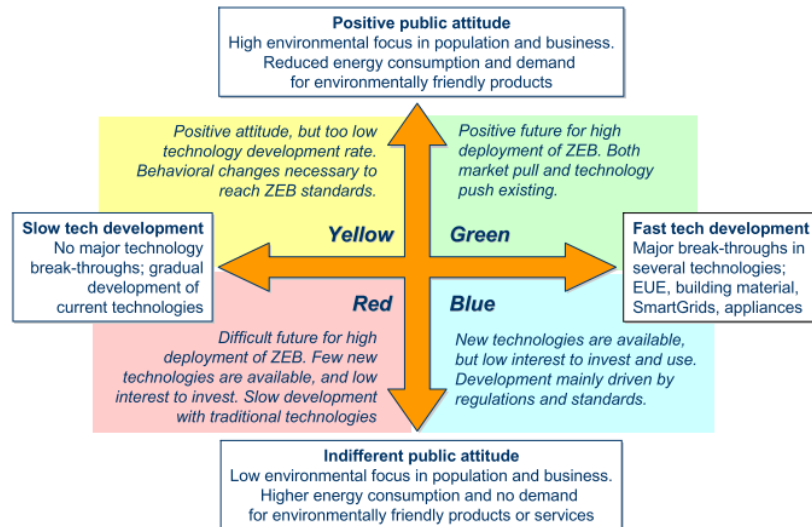 Positive public attitude
High environmental focus in population and business.
Reduced energy consumption and demand
for environmentally friendly products
Positive attitude, but too low
technology development rate.
Behavioral changes necessary to
reach ZEB standards.
Positive future for high
deployment of ZEB. Both
market pull and technology
push existing.
Slow tech development
No major technology
break-throughs; gradual
development of
current technologies
Yellow
Green
Fast tech development
Major break-throughs in
several technologies;
EUE, building material,
SmartGrids, appliances
Red
Blue
Difficult future for high
deployment of ZEB. Few new
technologies are available, and low
interest to invest. Slow development
with traditional technologies
New technologies are available,
but low interest to invest and use.
Development mainly driven by
regulations and standards.
Indifferent public attitude
Low environmental focus in population and business.
Higher energy consumption and no demand
for environmentally friendly products or services